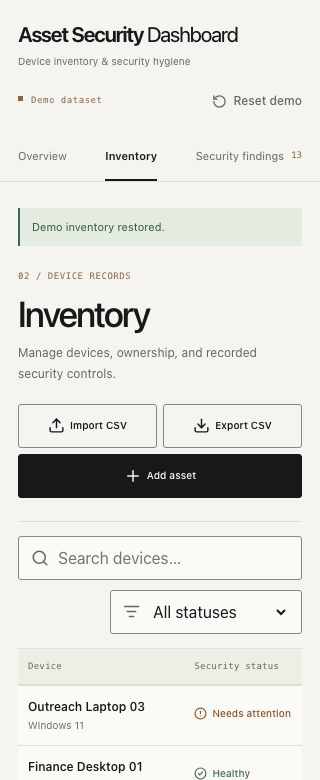 Asset Security Dashboard
Device inventory & security hygiene
Demo dataset
Reset demo
Overview
Inventory
Security findings 13
Demo inventory restored.
02 / DEVICE RECORDS
Inventory
Manage devices, ownership, and recorded
security controls.
Import CSV
Export CSV
Add asset
Search devices...
All statuses
Device
Security status
Outreach Laptop 03
Needs attention
Windows 11
Finance Desktop 01
Healthy